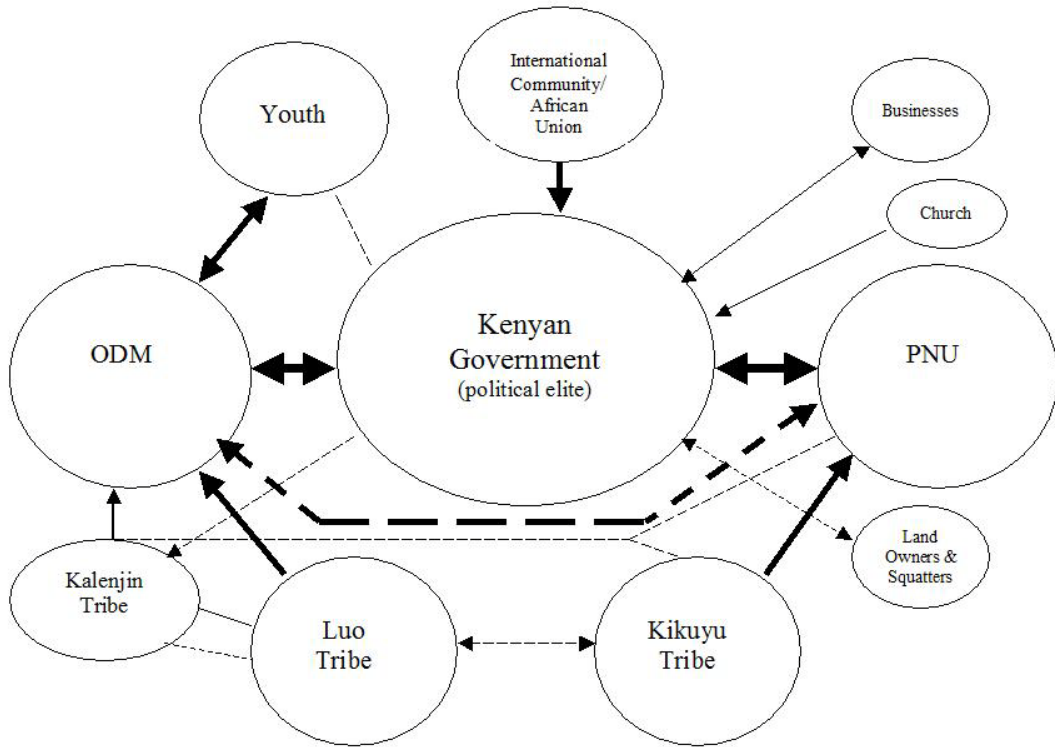 International
Community/
African
Union
Youth
Businesses
Church
Kenyan
Government
(political elite)
ODM
PNU
Land
Owners &
Squatters
Kalenjin
Tribe
Luo
Tribe
Kikuyu
Tribe